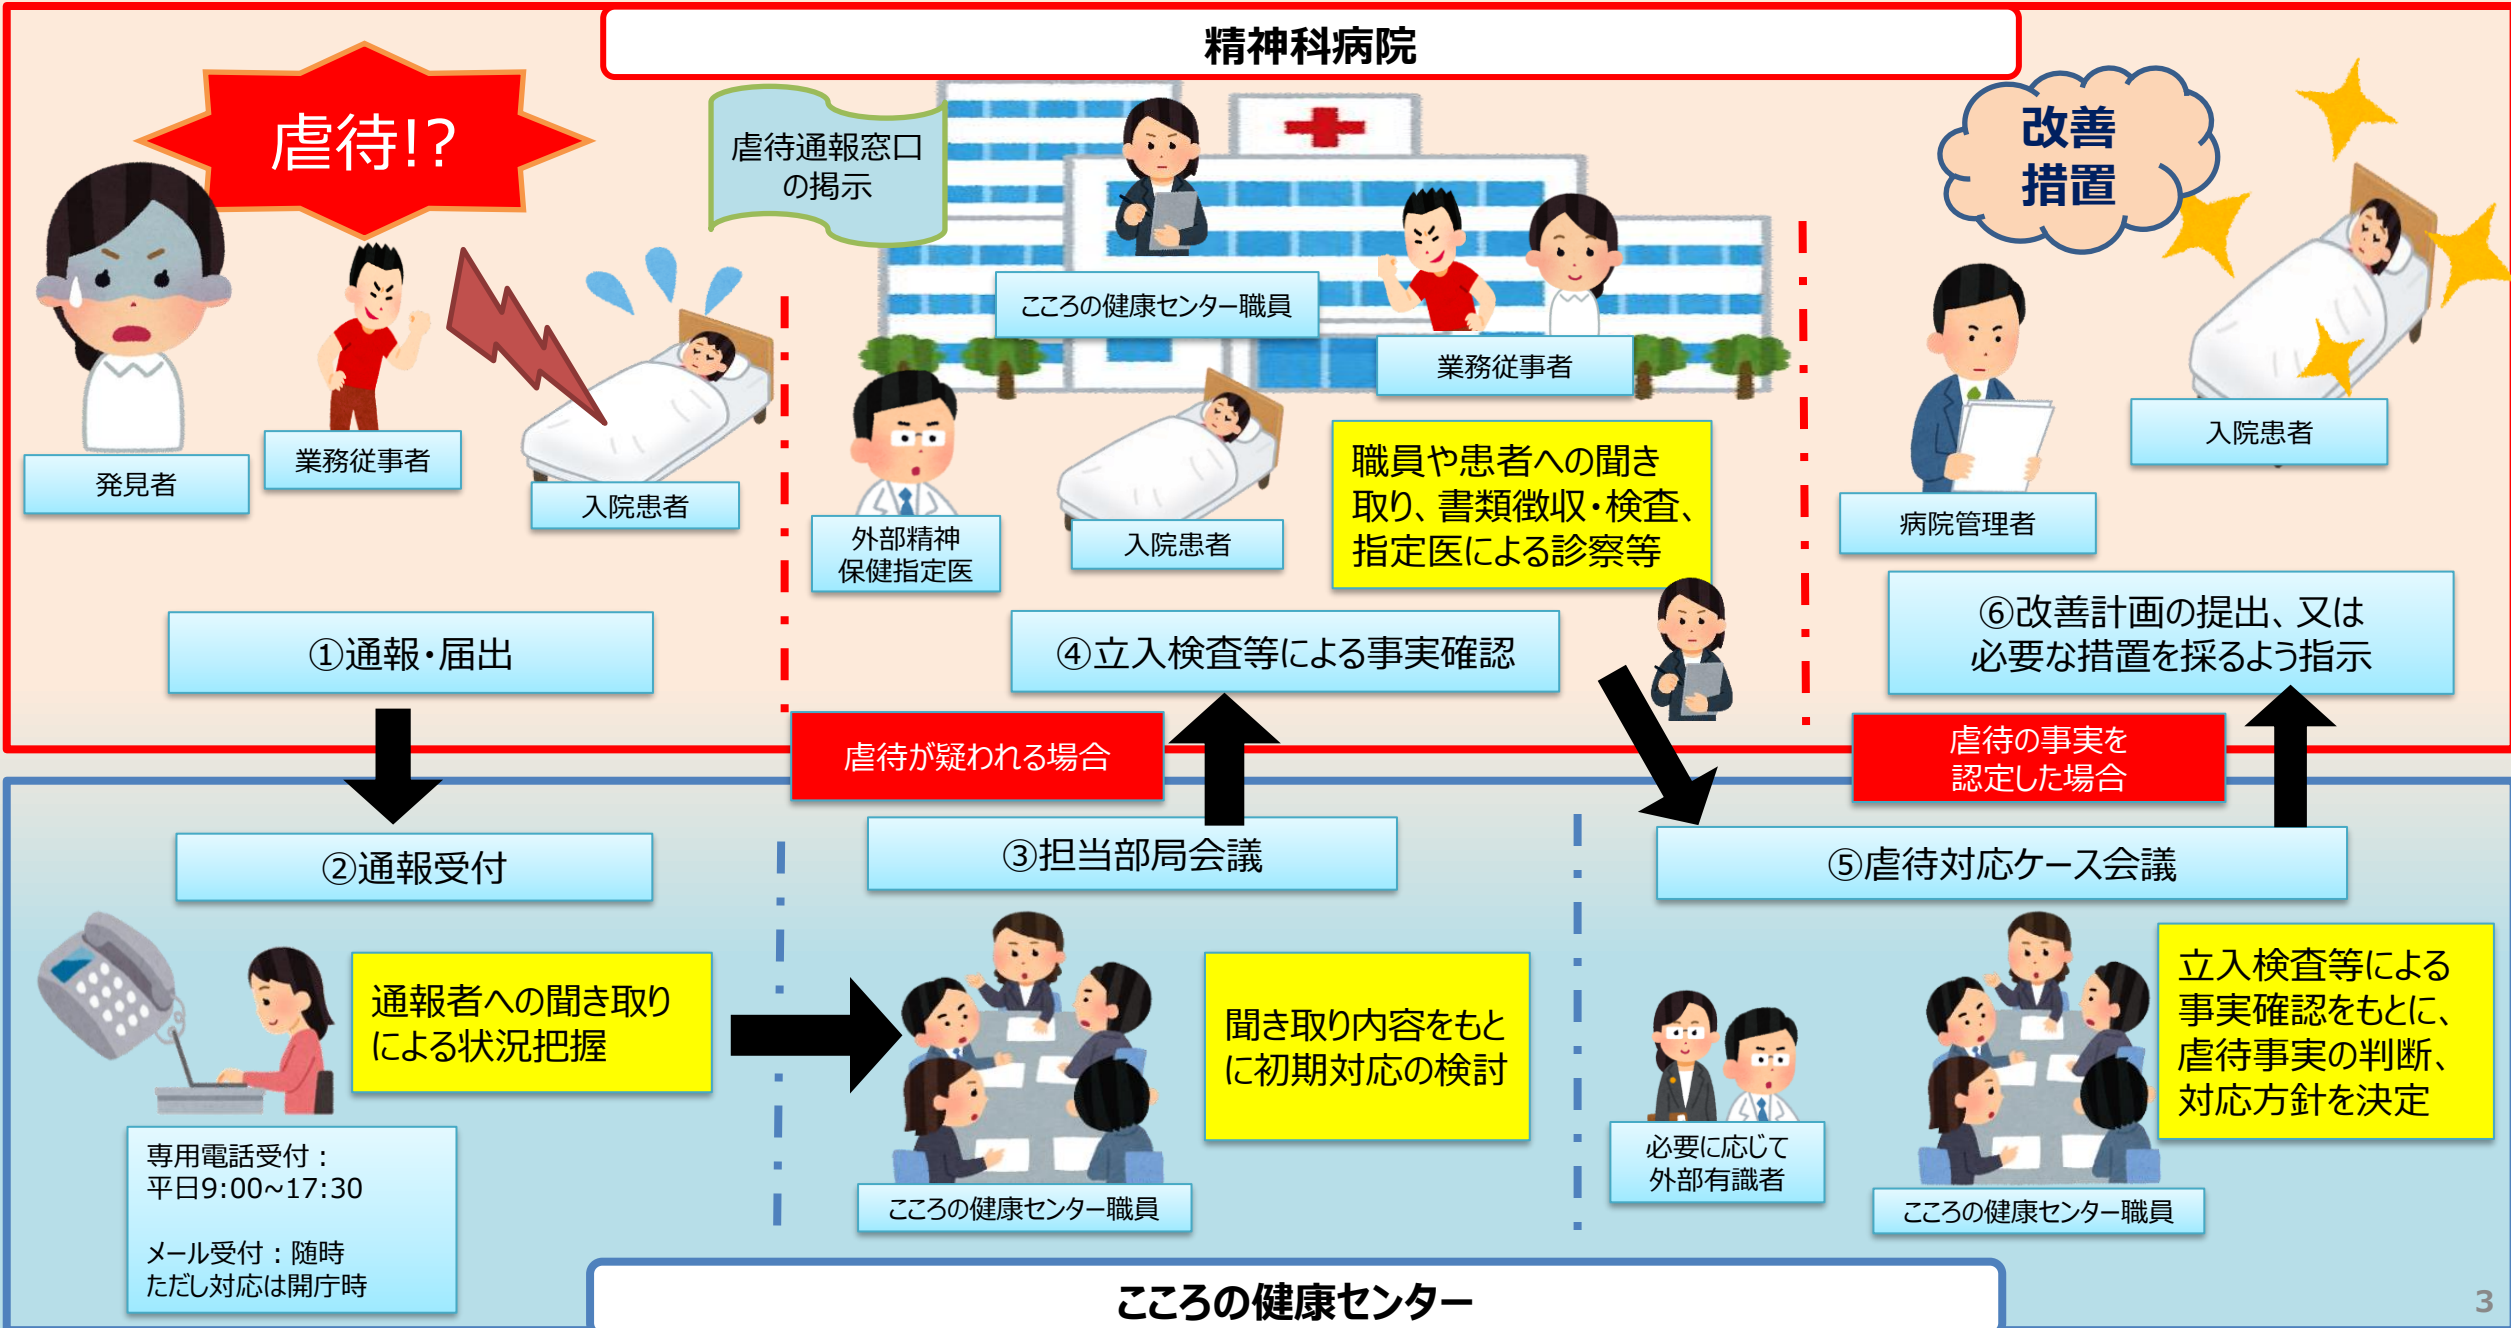 精神科病院
虐待!?
虐待通報窓口
の掲示
改善
措置
こころの健康センター職員
業務従事者
発見者
業務従事者
入院患者
外部精神
保健指定医
入院患者
職員や患者への聞き
取り、書類徴収・検査、
指定医による診察等
入院患者
病院管理者
①通報・届出
④立入検査等による事実確認
⑥改善計画の提出、又は
必要な措置を採るよう指示
虐待が疑われる場合
虐待の事実を
認定した場合
②通報受付
③担当部局会議
⑤虐待対応ケース会議
通報者への聞き取り
による状況把握
聞き取り内容をもと
に初期対応の検討
立入検査等による
事実確認をもとに、
虐待事実の判断、
対応方針を決定
専用電話受付：
平日9:00~17:30
メール受付：随時
ただし対応は開庁時
こころの健康センター職員
必要に応じて
外部有識者
こころの健康センター職員
こころの健康センター
3